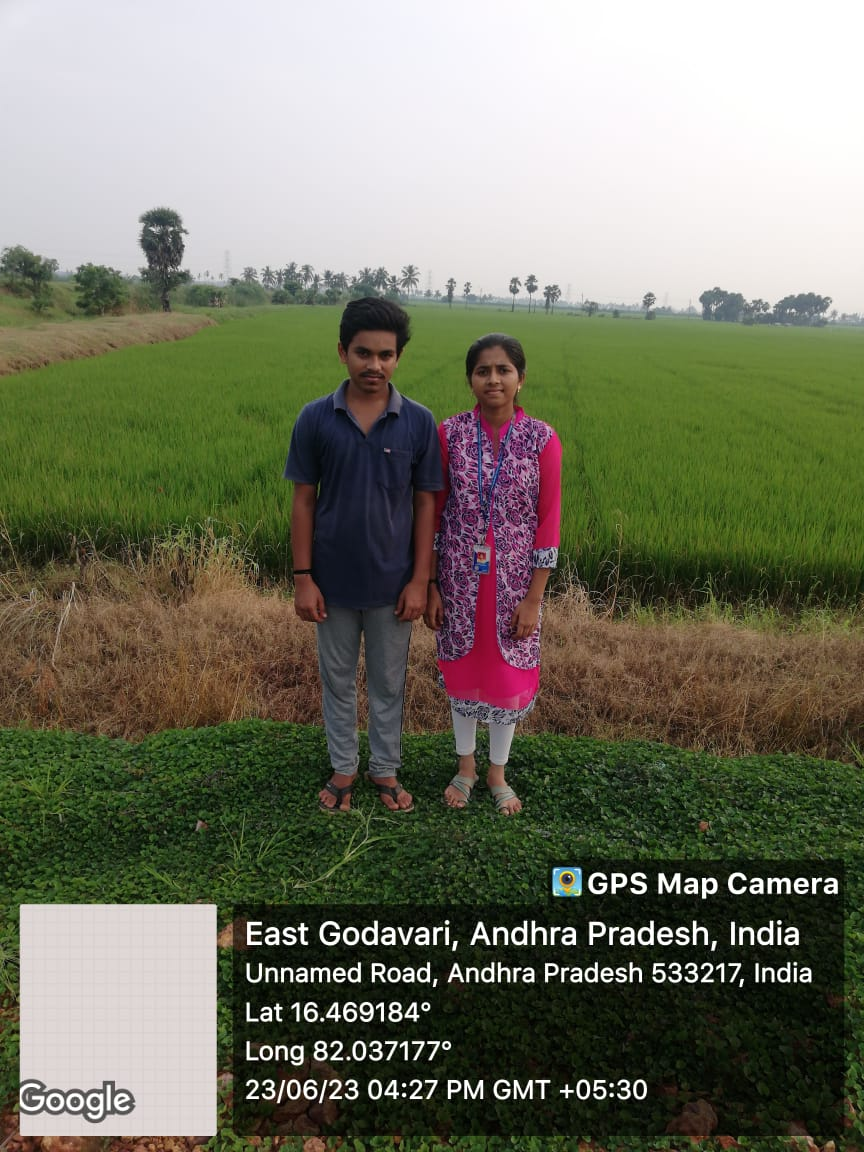 GPS Map Camera
East Godavari, Andhra Pradesh, India
Unnamed Road, Andhra Pradesh 533217, India
Lat 16.469184°
Long 82.037177°
23/06/23 04:27 PM GMT +05:30
Google